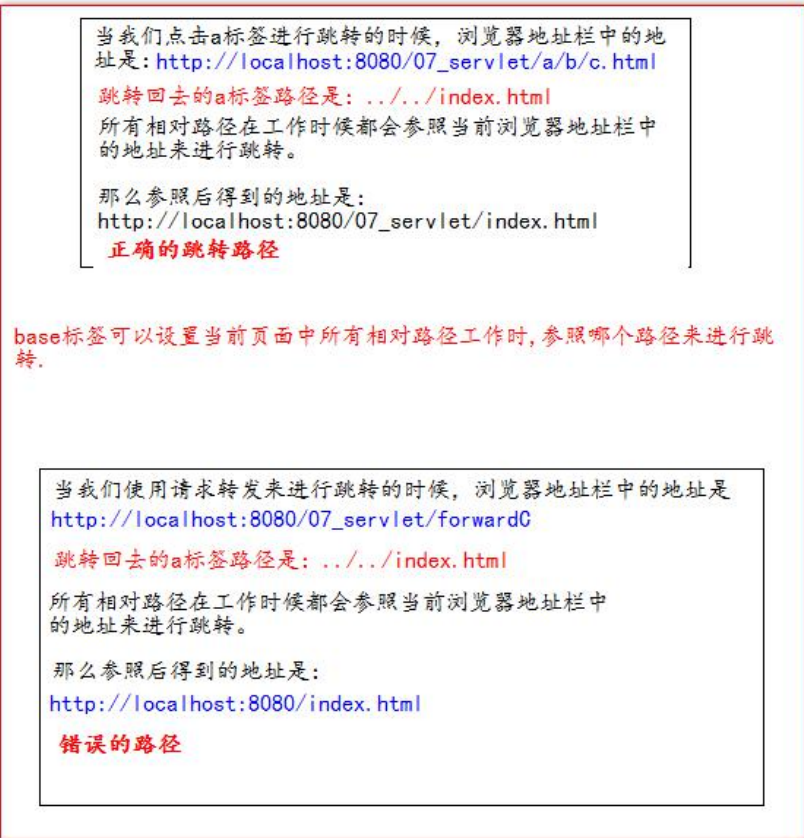 当我们点击a标签进行跳转的时候，浏览器地址栏中的地
址是：http://localhost:8080/07_servlet/a/b/c.html
跳转回去的a标签路径是：../../index.html
所有相对路径在工作时候都会参照当前浏览器地址栏中
的地址来进行跳转。
那么参照后得到的地址是：
http://localhost:8080/07_servlet/index.html
正确的跳转路径
base标签可以设置当前页面中所有相对路径工作时,参照哪个路径来进行跳
转.
当我们使用请求转发来进行跳转的时候，浏览器地址栏中的地址是
http://localhost:8080/07_servlet/forwardC
跳转回去的a标签路径是：../../index.html
所有相对路径在工作时候都会参照当前浏览器地址栏中
的地址来进行跳转。
那么参照后得到的地址是：
http://localhost:8080/index.html
错误的路径